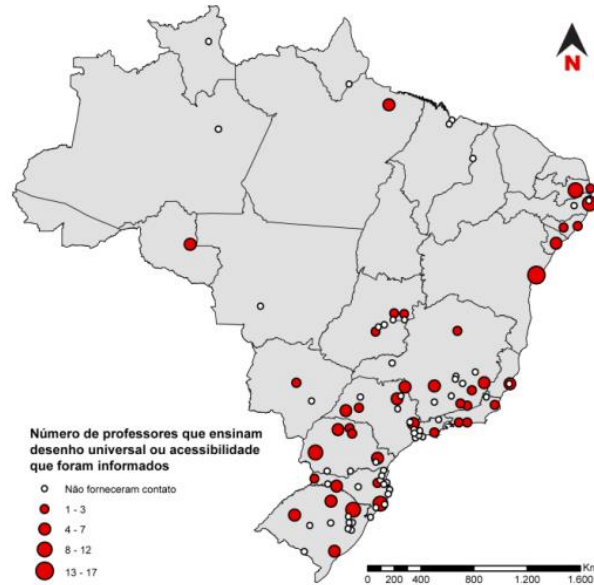 N
Número de professores que ensinam
desenho universal ou acessibilidade
que foram informados
Não forneceram contato
1 - 3
4 - 7
8 - 12
13 - 17
Km
0 200 400 800 1.200 1.600